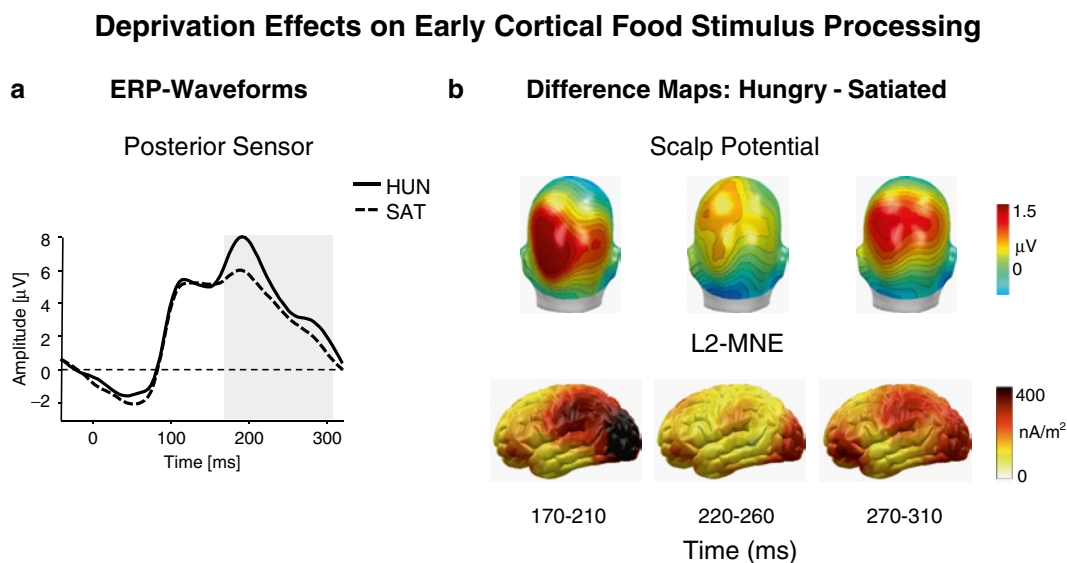 Deprivation Effects on Early Cortical Food Stimulus Processing
a ERP-Waveforms
Posterior Sensor
HUN
SAT
Amplitude [µV]
8
6
4
2
0
−2
0 100 200 300
Time [ms]
b Difference Maps: Hungry - Satiated
Scalp Potential
1.5
µV
0
L2-MNE
400
nA/m²
0
170-210 220-260 270-310
Time (ms)